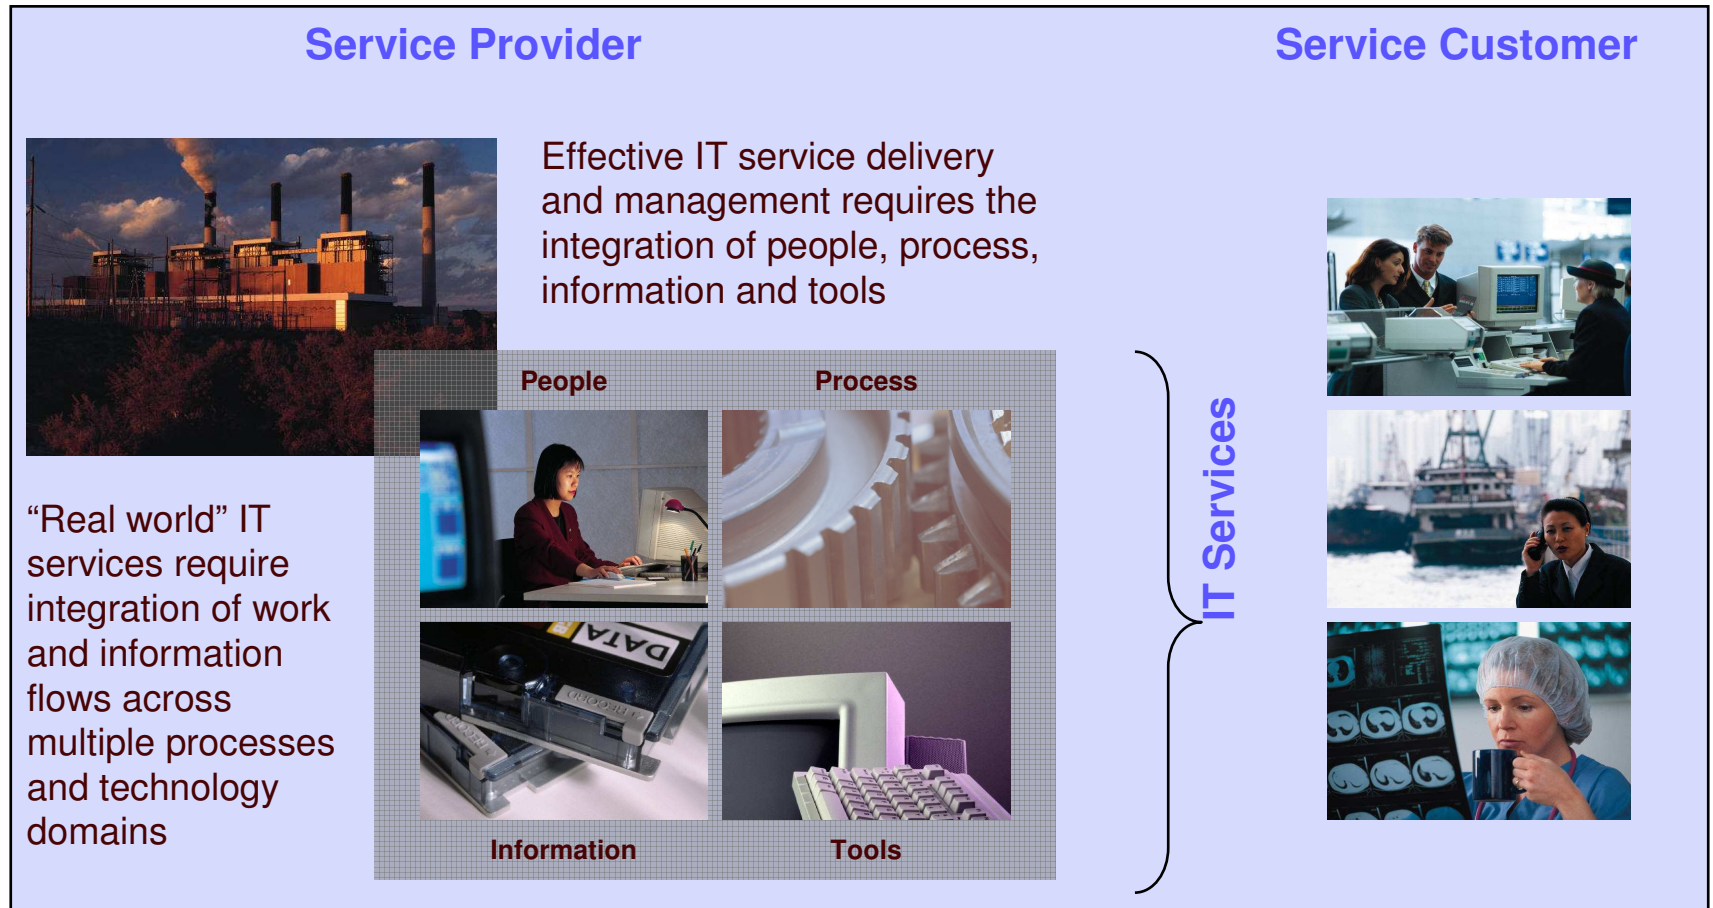 Service Provider
Service Customer
Effective IT service delivery
and management requires the
integration of people, process,
information and tools
“Real world” IT
services require
integration of work
and information
flows across
multiple processes
and technology
domains
People
Process
DATA
RECORD
Information
Tools
IT Services